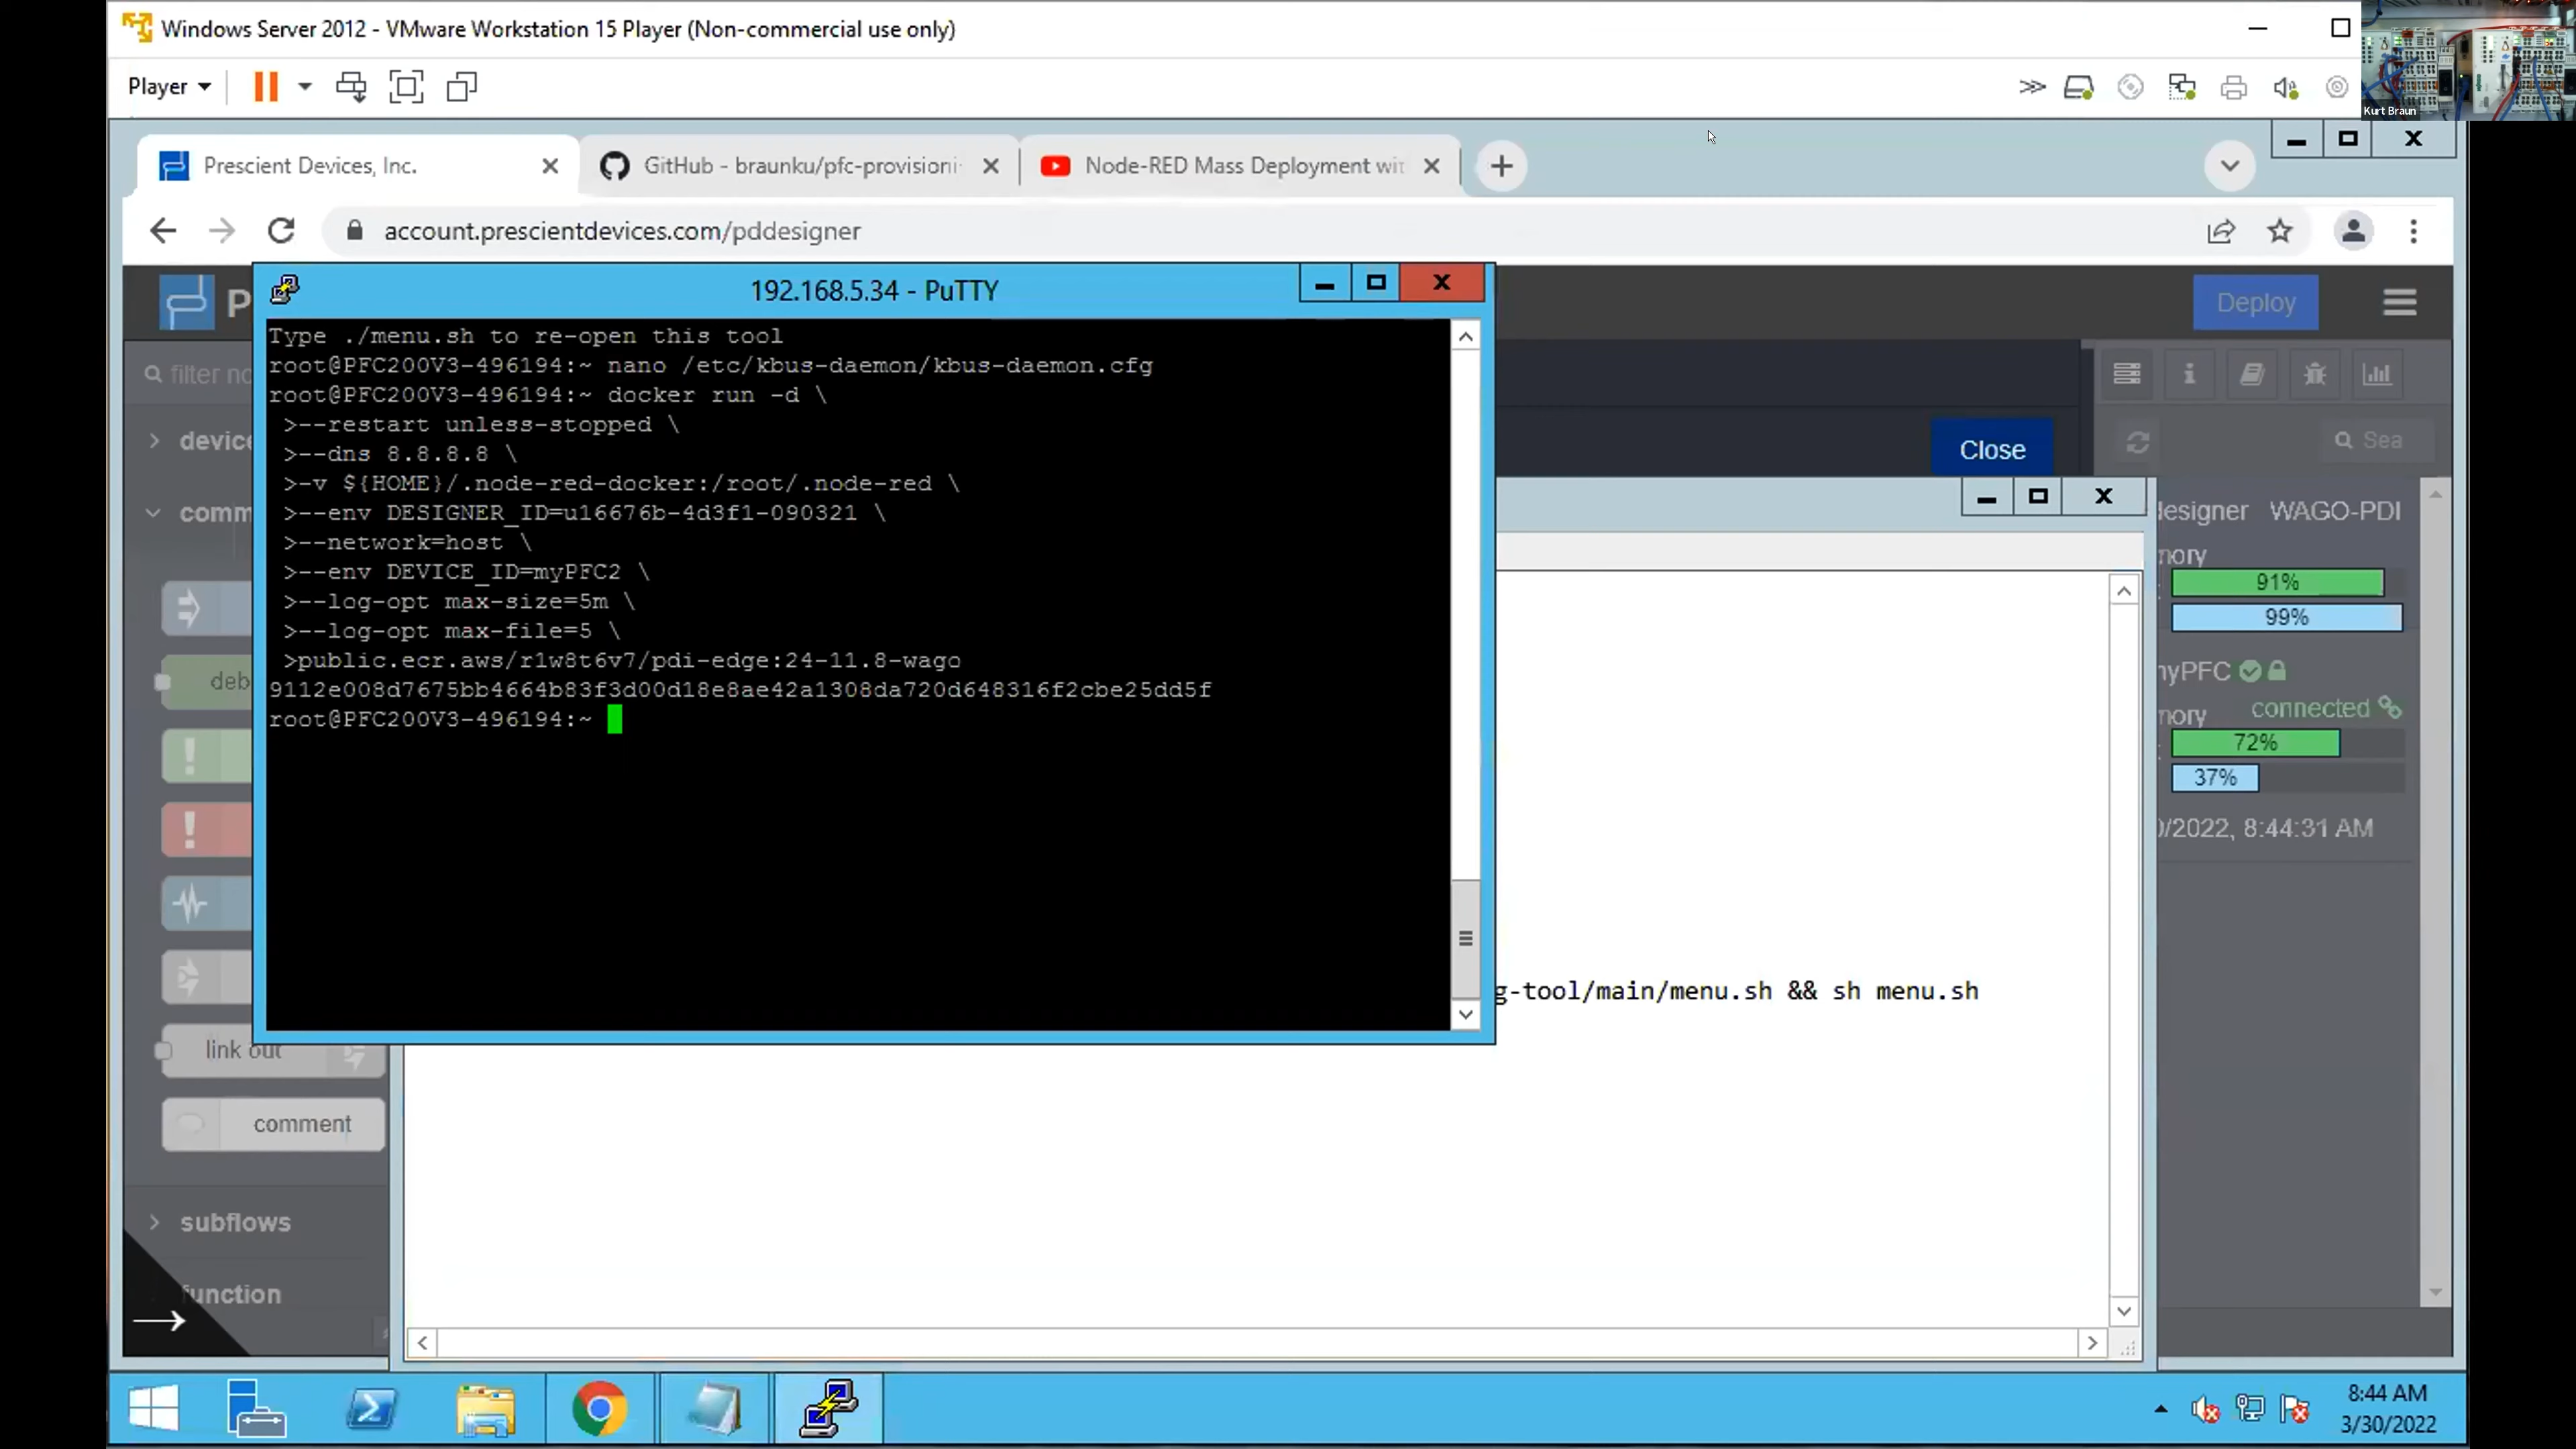 Windows Server 2012 - VMware Workstation 15 Player (Non-commercial use only)
Player
Kurt Braun
Prescient Devices, Inc.
GitHub - braunku/pfc-provisioni
Node-RED Mass Deployment wit
account.prescientdevices.com/pddesigner
192.168.5.34 - PuTTY
P
Deploy
Type ./menu.sh to re-open this tool
root@PFC200V3-496194:~ nano /etc/kbus-daemon/kbus-daemon.cfg
root@PFC200V3-496194:~ docker run -d \
>--restart unless-stopped \
>--dns 8.8.8.8 \
>-v ${HOME}/.node-red-docker:/root/.node-red \
>--env DESIGNER_ID=u16676b-4d3f1-090321 \
>--network=host \
>--env DEVICE_ID=myPFC2 \
>--log-opt max-size=5m \
>--log-opt max-file=5 \
>public.ecr.aws/r1w8t6v7/pdi-edge:24-11.8-wago
9112e008d7675bb4664b83f3d00d18e8ae42a1308da720d648316f2cbe25dd5f
root@PFC200V3-496194:~
filter no
device
comm
deb
link out
comment
subflows
function
Close
Sea
esigner WAGO-PDI
nory
91%
99%
yPFC
connected
nory
72%
37%
0/2022, 8:44:31 AM
g-tool/main/menu.sh && sh menu.sh
8:44 AM
3/30/2022